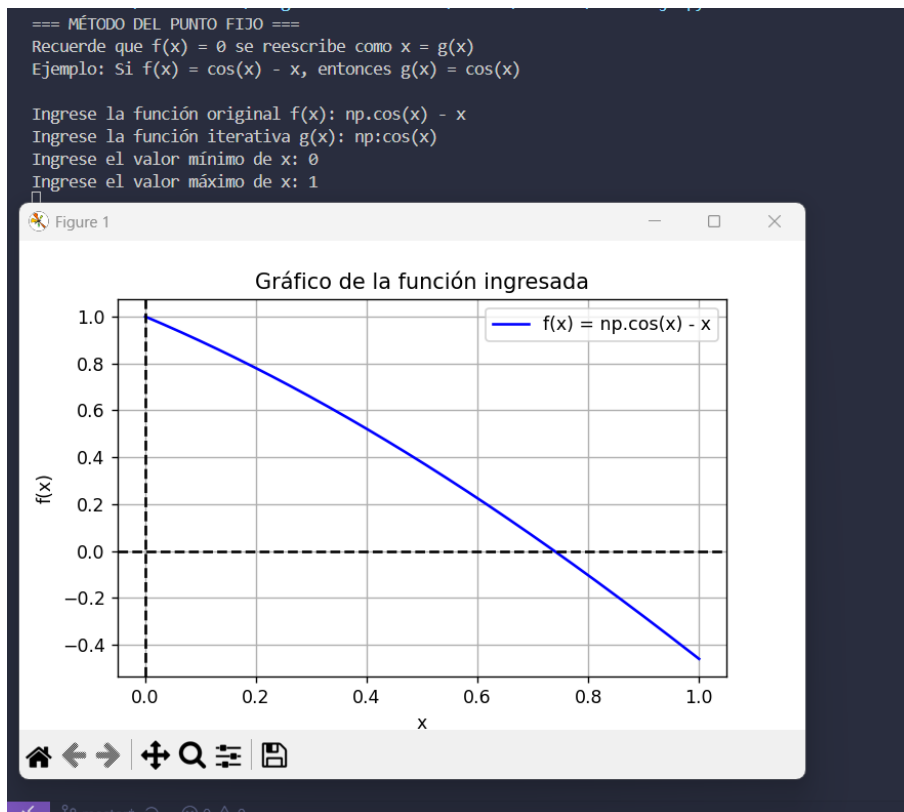 === MÉTODO DEL PUNTO FIJO ===
Recuerde que f(x) = 0 se reescribe como x = g(x)
Ejemplo: Si f(x) = cos(x) - x, entonces g(x) = cos(x)
Ingrese la función original f(x): np.cos(x) - x
Ingrese la función iterativa g(x): np:cos(x)
Ingrese el valor mínimo de x: 0
Ingrese el valor máximo de x: 1
Figure 1
Gráfico de la función ingresada
f(x) = np.cos(x) - x
f(x)
1.0
0.8
0.6
0.4
0.2
0.0
−0.2
−0.4
0.0 0.2 0.4 0.6 0.8 1.0
x